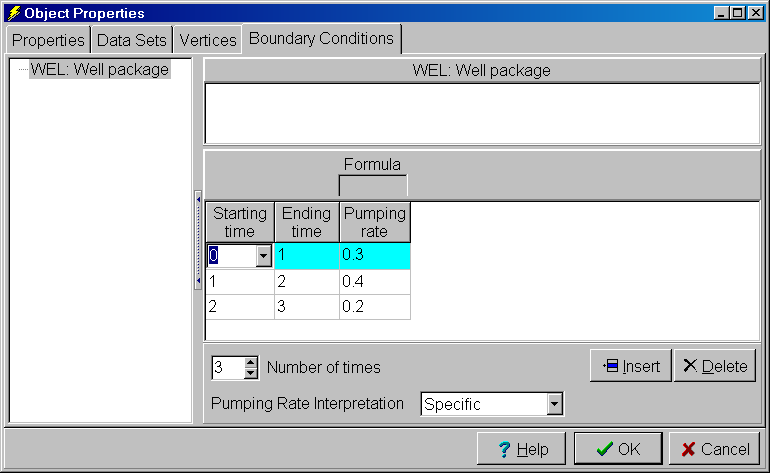 Object Properties
Properties Data Sets Vertices Boundary Conditions
WEL: Well package
WEL: Well package
Formula
Starting time Ending time Pumping rate
0 1 0.3
1 2 0.4
2 3 0.2
3 Number of times Insert Delete
Pumping Rate Interpretation Specific
? Help OK Cancel